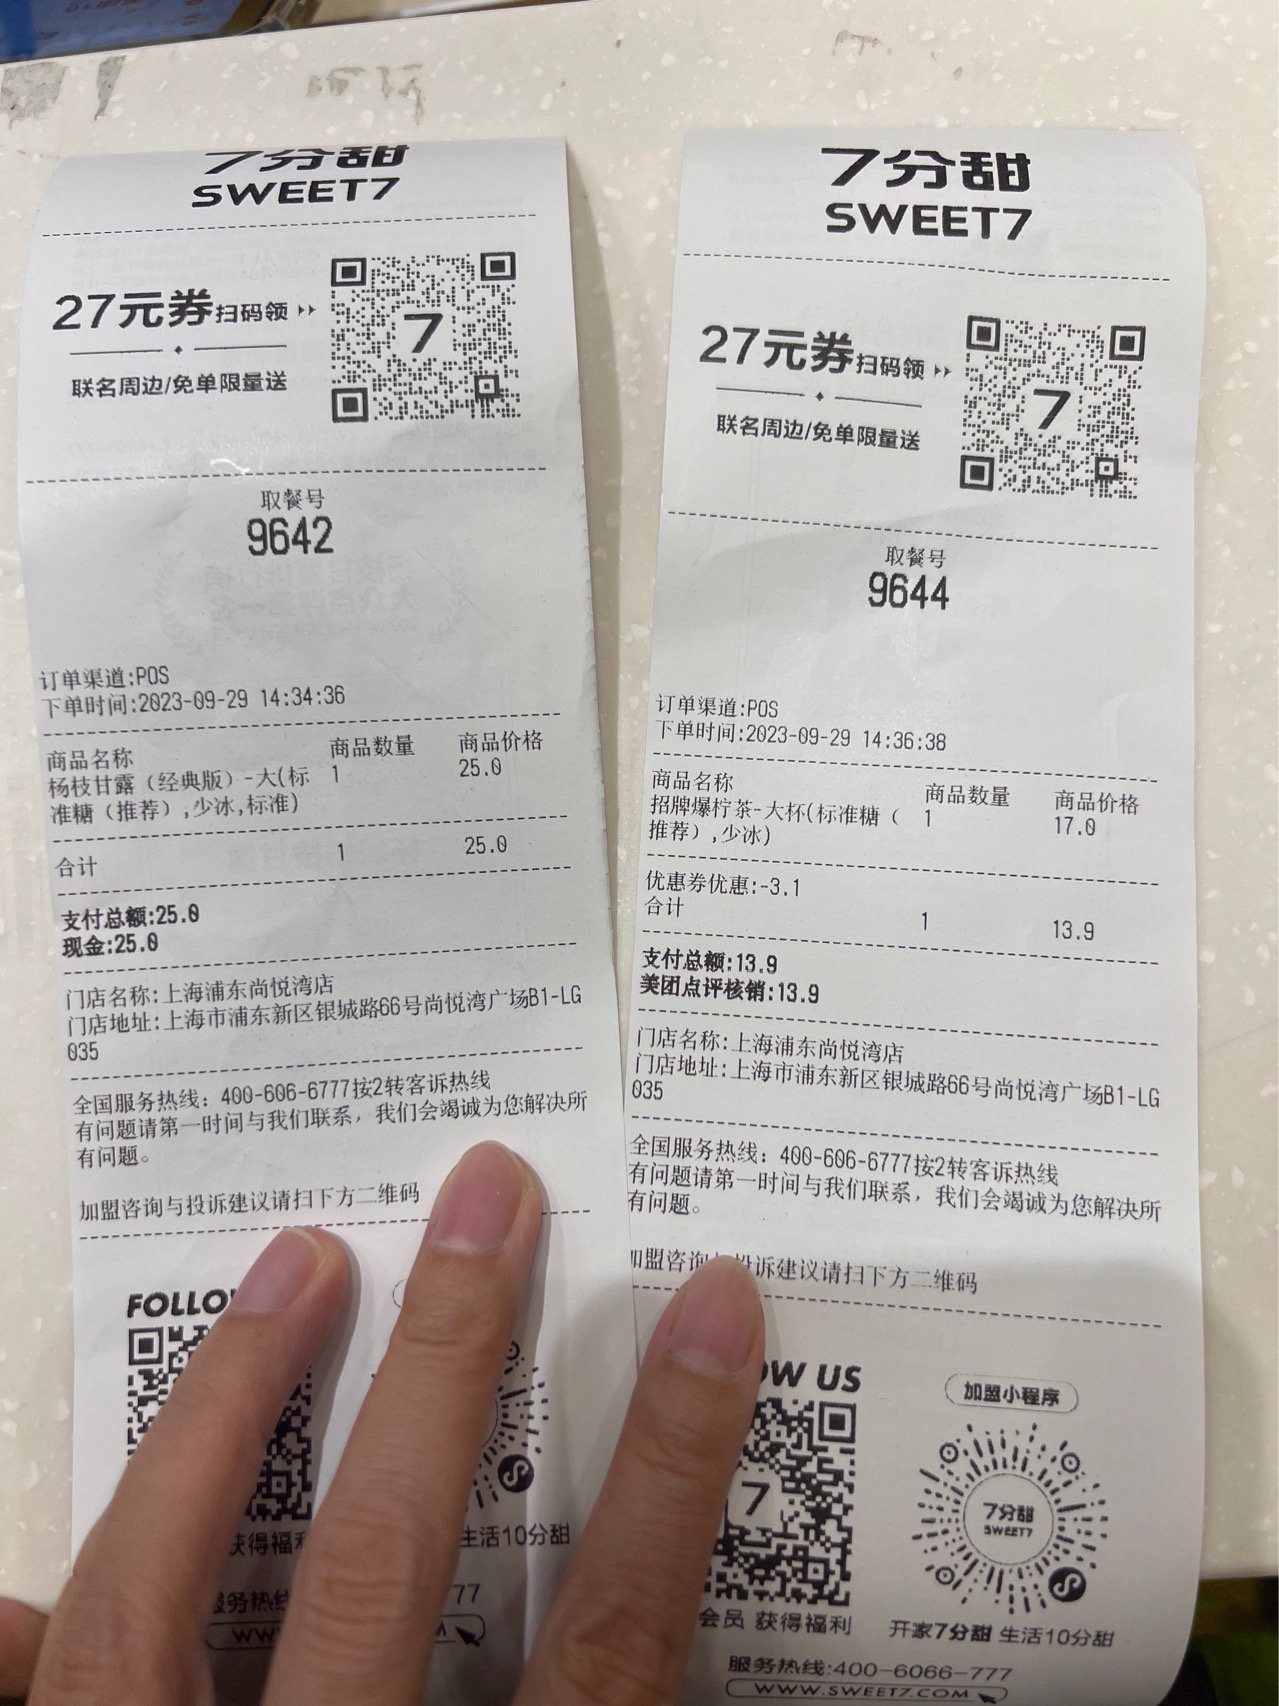 7分甜
SWEET7
27元券扫码领
联名周边/免单限量送
7
取餐号
9642
订单渠道:POS
下单时间:2023-09-29 14:34:36
商品名称 商品数量 商品价格
杨枝甘露（经典版）-大(标 1 25.0
准糖（推荐）,少冰,标准)
合计 1 25.0
支付总额:25.0
现金:25.0
门店名称:上海浦东尚悦湾店
门店地址:上海市浦东新区银城路66号尚悦湾广场B1-LG
035
全国服务热线: 400-606-6777按2转客诉热线
有问题请第一时间与我们联系，我们会竭诚为您解决所
有问题。
加盟咨询与投诉建议请扫下方二维码
FOLLO
获得福利
生活10分甜
服务热线
777
WW
7分甜
SWEET7
27元券扫码领
联名周边/免单限量送
7
取餐号
9644
订单渠道:POS
下单时间:2023-09-29 14:36:38
商品名称 商品数量 商品价格
招牌爆柠茶-大杯(标准糖（ 1 17.0
推荐）,少冰)
优惠券优惠:-3.1
合计 1 13.9
支付总额:13.9
美团点评核销:13.9
门店名称:上海浦东尚悦湾店
门店地址:上海市浦东新区银城路66号尚悦湾广场B1-LG
035
全国服务热线: 400-606-6777按2转客诉热线
有问题请第一时间与我们联系，我们会竭诚为您解决所
有问题。
加盟咨询与投诉建议请扫下方二维码
OW US
加盟小程序
7
7分甜
SWEET7
会员 获得福利
开家7分甜 生活10分甜
服务热线:400-6066-777
WWW.SWEET7.COM